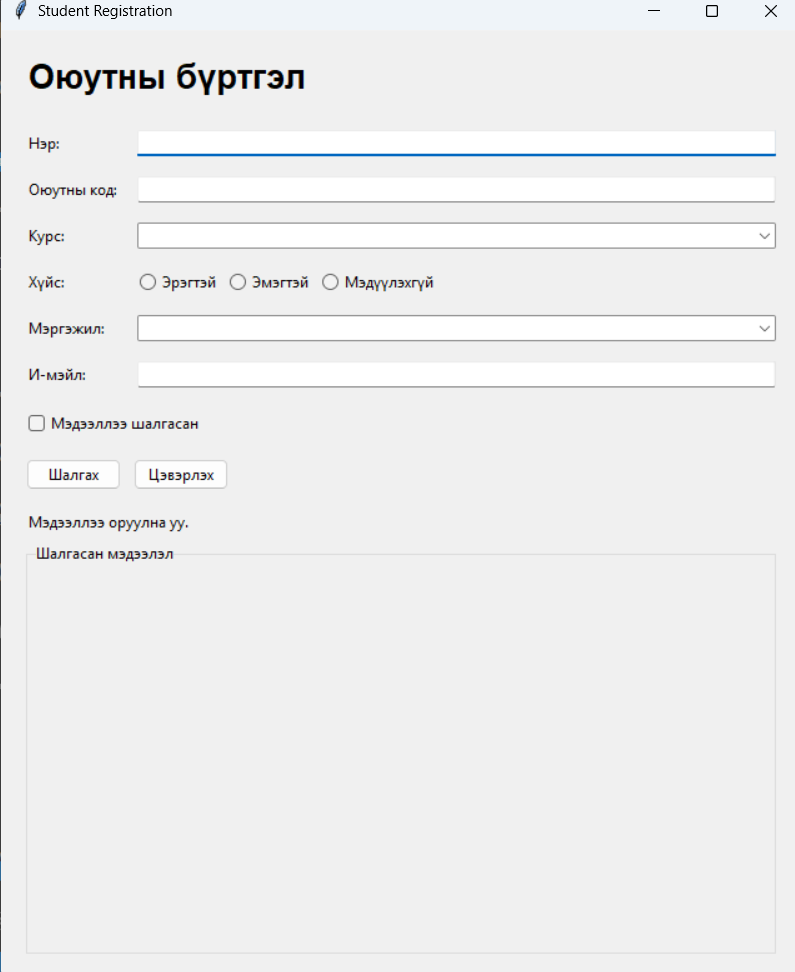 Student Registration
Оюутны бүртгэл
Нэр:
Оюутны код:
Курс:
Хүйс: Эрэгтэй Эмэгтэй Мэдүүлэхгүй
Мэргэжил:
И-мэйл:
Мэдээллээ шалгасан
Шалгах Цэвэрлэх
Мэдээллээ оруулна уу.
Шалгасан мэдээлэл